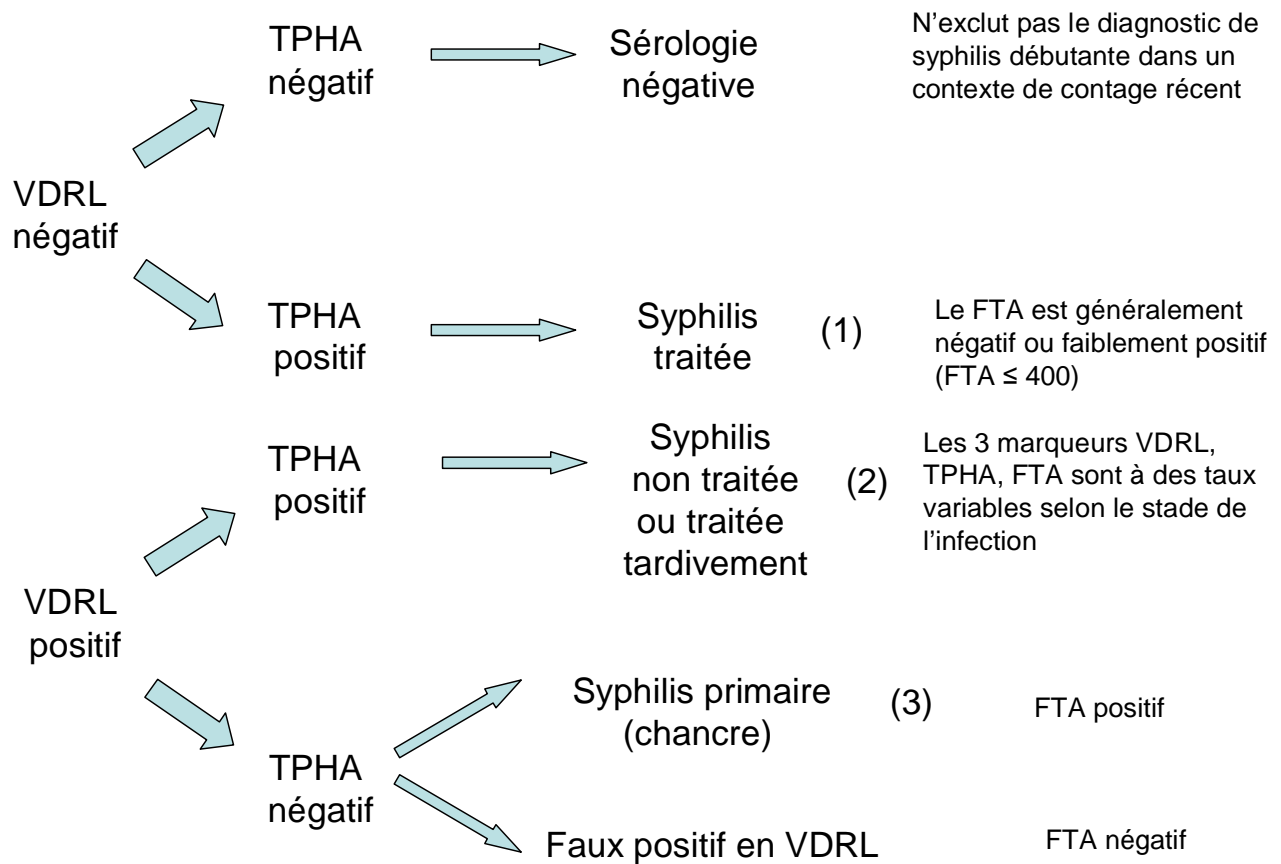 TPHA
négatif
Sérologie
négative
N'exclut pas le diagnostic de
syphilis débutante dans un
contexte de contage récent
VDRL
négatif
TPHA
positif
Syphilis
traitée
(1)
Le FTA est généralement
négatif ou faiblement positif
(FTA ≤ 400)
TPHA
positif
Syphilis
non traitée
ou traitée
tardivement
(2)
Les 3 marqueurs VDRL,
TPHA, FTA sont à des taux
variables selon le stade de
l'infection
VDRL
positif
TPHA
négatif
Syphilis primaire
(chancre)
(3)
FTA positif
Faux positif en VDRL
FTA négatif